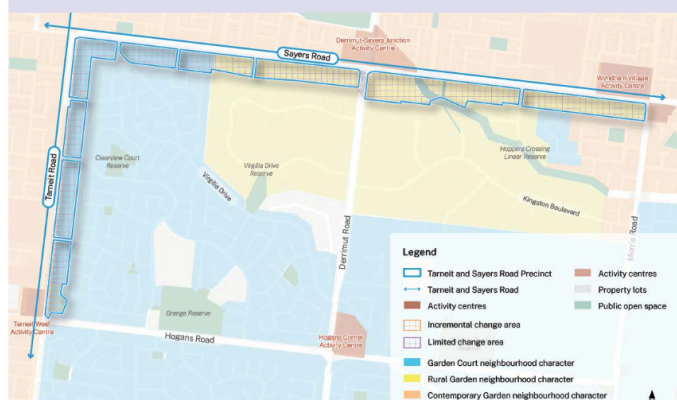 Derrimut-Sayers Junction
Activity Centre
Sayers Road
Wyndham Village
Activity Centre
Tarneit Road
Clearview Court
Reserve
Virgilia Drive
Reserve
Virgilia Drive
Hoppers Crossing
Linear Reserve
Kingston Boulevard
Derrimut Road
Morris Road
Grange Reserve
Tarneit West
Activity Centre
Hogans Road
Hogans Corner
Activity Centre
Legend
Tarneit and Sayers Road Precinct
Tarneit and Sayers Road
Activity centres
Incremental change area
Limited change area
Garden Court neighbourhood character
Rural Garden neighbourhood character
Contemporary Garden neighbourhood character
Activity centres
Property lots
Public open space